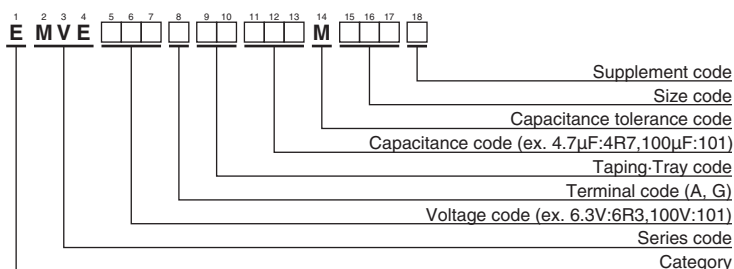 1 2 3 4 5 6 7 8 9 10 11 12 13 14 15 16 17 18
E M V E M
Supplement code
Size code
Capacitance tolerance code
Capacitance code (ex. 4.7µF:4R7,100µF:101)
Taping·Tray code
Terminal code (A, G)
Voltage code (ex. 6.3V:6R3,100V:101)
Series code
Category